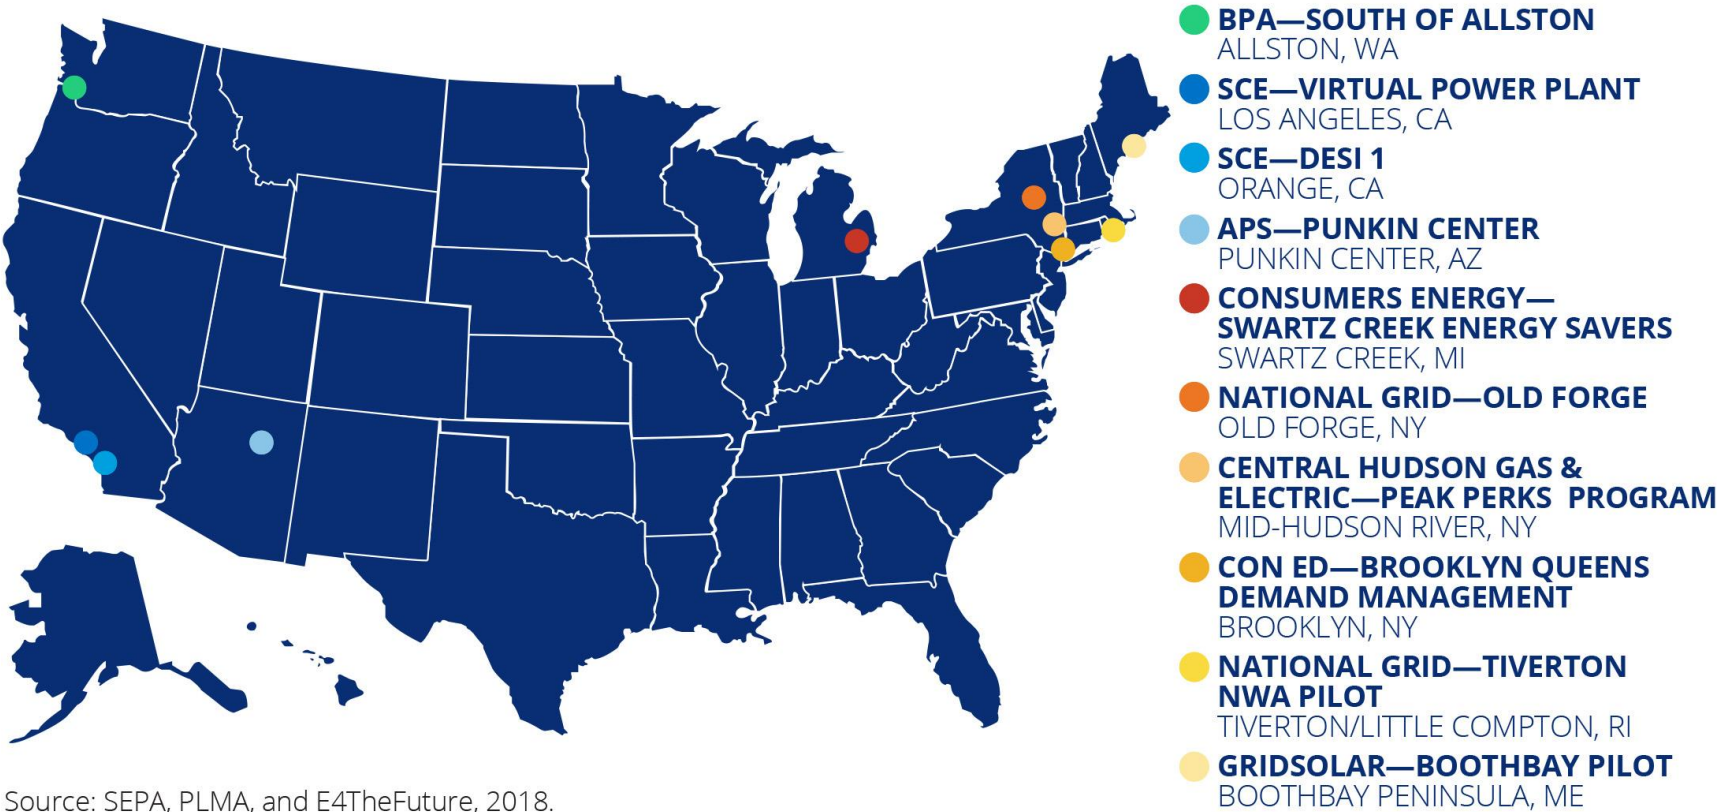 BPA—SOUTH OF ALLSTON
ALLSTON, WA
SCE—VIRTUAL POWER PLANT
LOS ANGELES, CA
SCE—DESI 1
ORANGE, CA
APS—PUNKIN CENTER
PUNKIN CENTER, AZ
CONSUMERS ENERGY—
SWARTZ CREEK ENERGY SAVERS
SWARTZ CREEK, MI
NATIONAL GRID—OLD FORGE
OLD FORGE, NY
CENTRAL HUDSON GAS &
ELECTRIC—PEAK PERKS PROGRAM
MID-HUDSON RIVER, NY
CON ED—BROOKLYN QUEENS
DEMAND MANAGEMENT
BROOKLYN, NY
NATIONAL GRID—TIVERTON
NWA PILOT
TIVERTON/LITTLE COMPTON, RI
GRIDSOLAR—BOOTHBAY PILOT
BOOTHBAY PENINSULA, ME
Source: SEPA, PLMA, and E4TheFuture, 2018.